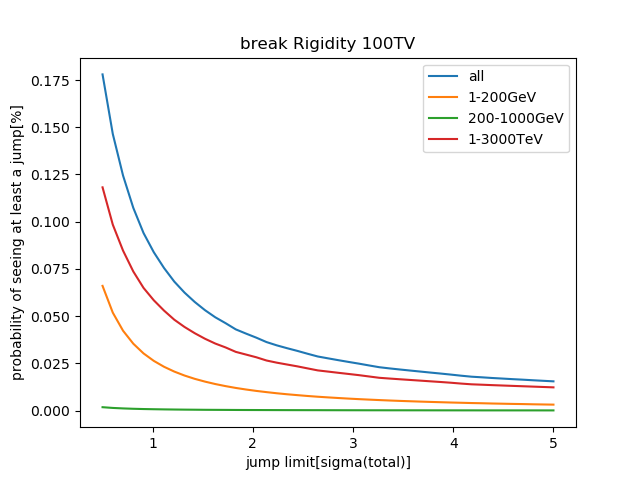 break Rigidity 100TV
all
1-200GeV
200-1000GeV
1-3000TeV
probability of seeing at least a jump[%]
0.175
0.150
0.125
0.100
0.075
0.050
0.025
0.000
1 2 3 4 5
jump limit[sigma(total)]